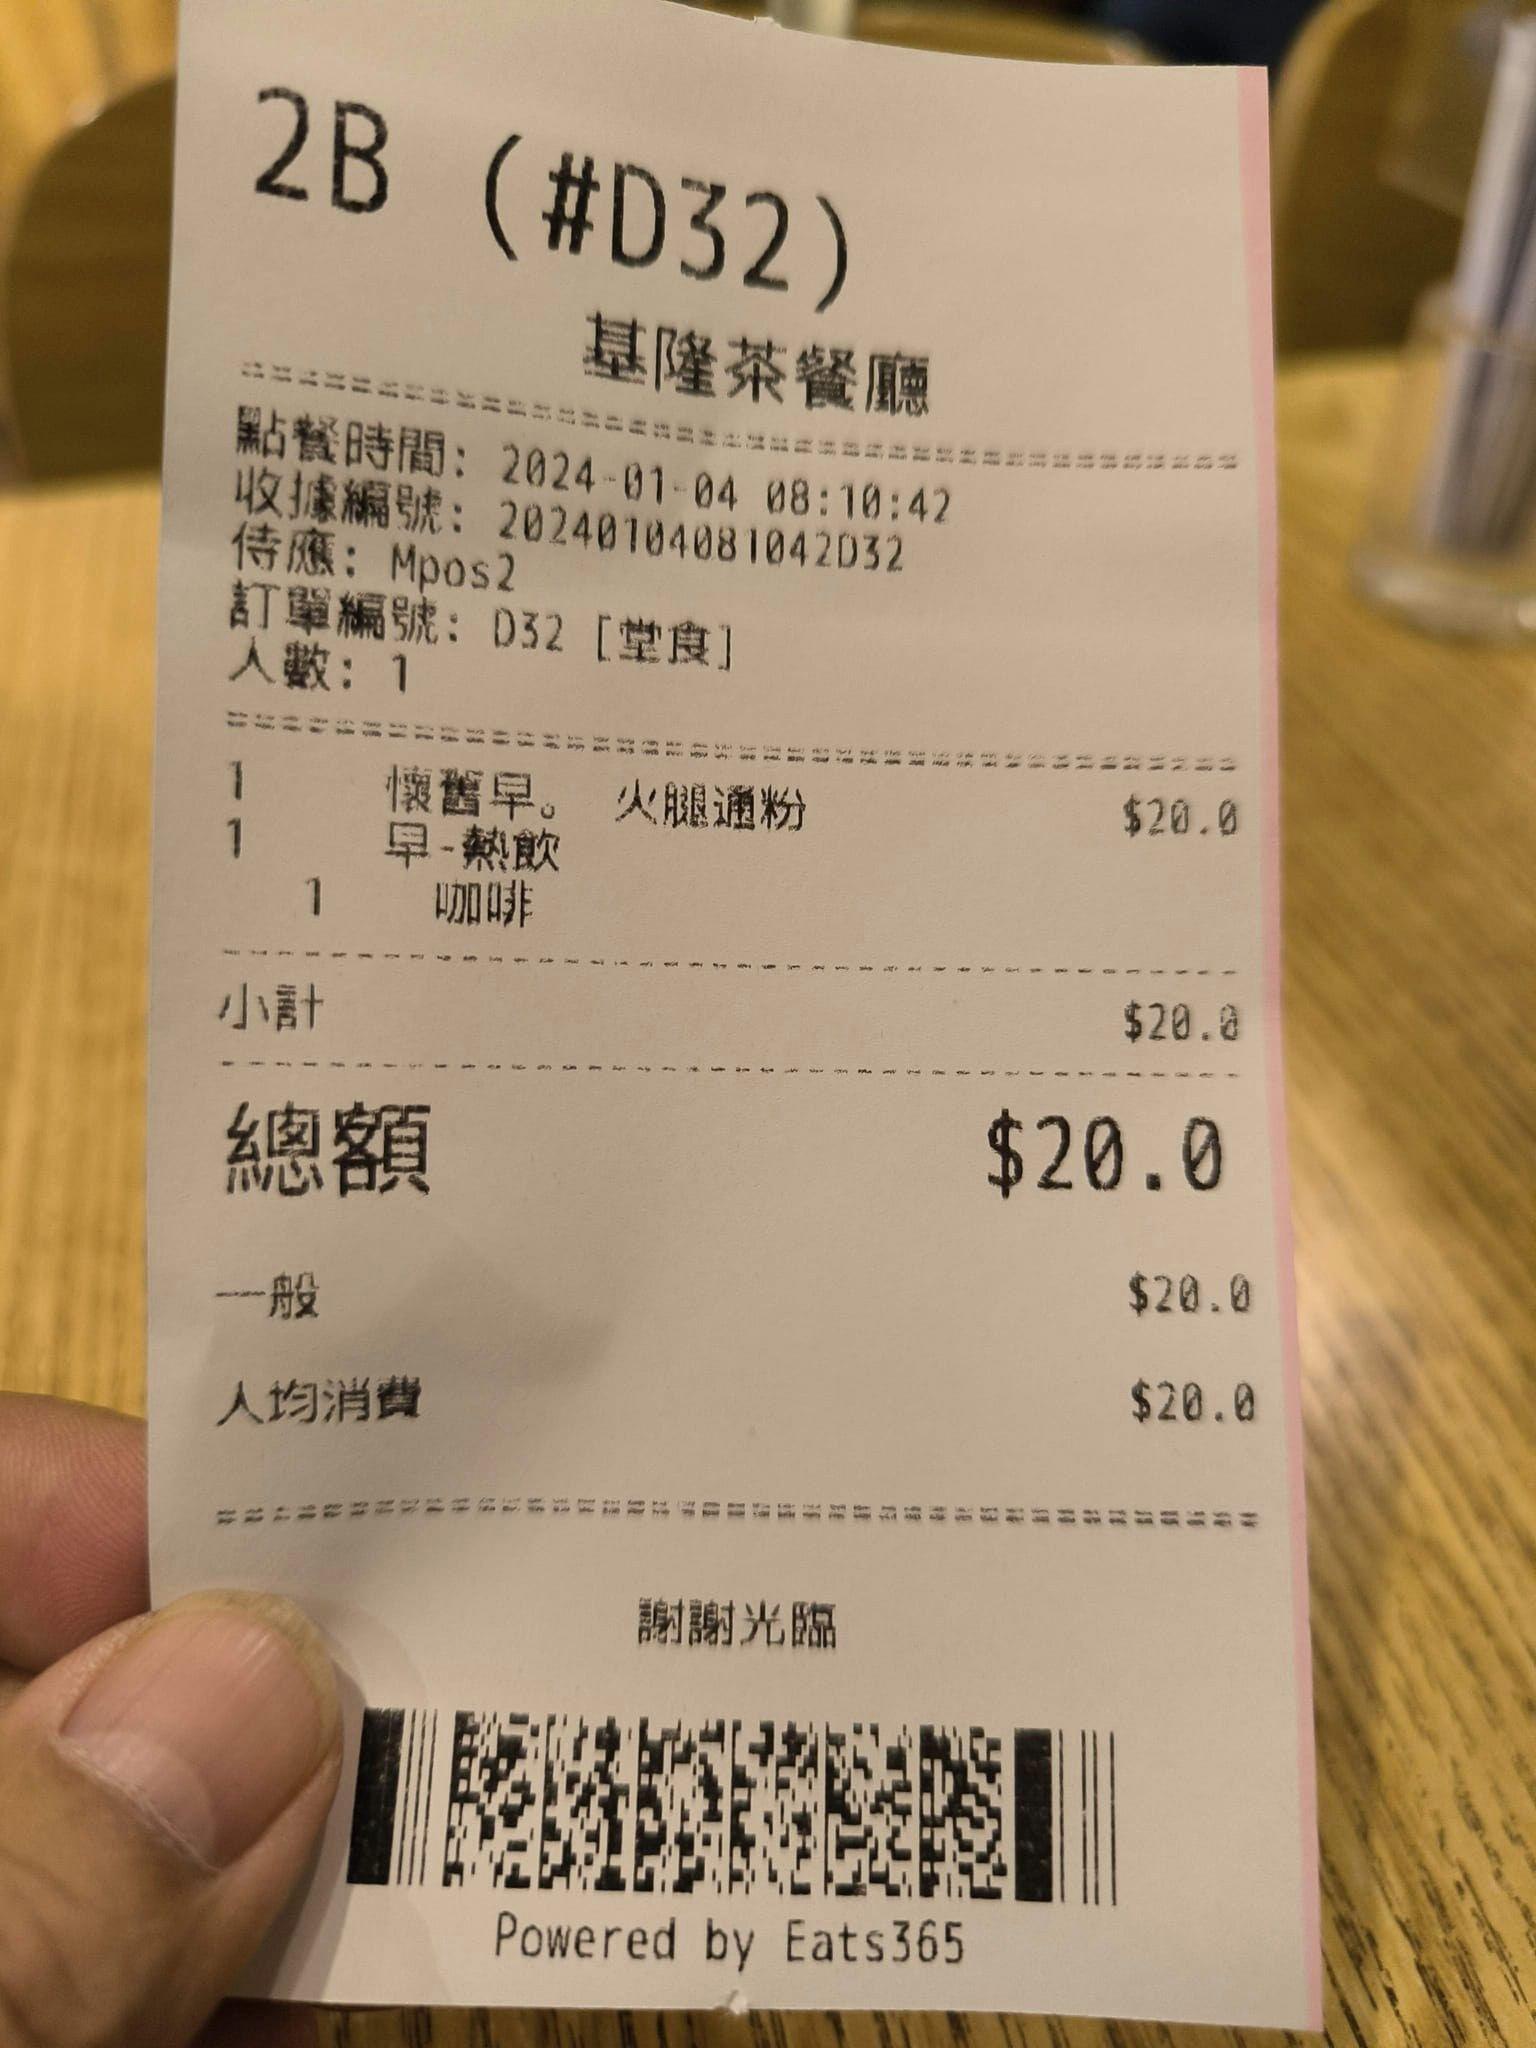 2B (#D32)
基隆茶餐廳
點餐時間: 2024-01-04 08:10:42
收據編號: 20240104081042D32
侍應: Mpos2
訂單編號: D32 [堂食]
人數: 1
1 懷舊早。 火腿通粉 $20.0
1 早-熱飲
1 咖啡
小計 $20.0
總額 $20.0
一般 $20.0
人均消費 $20.0
謝謝光臨
Powered by Eats365